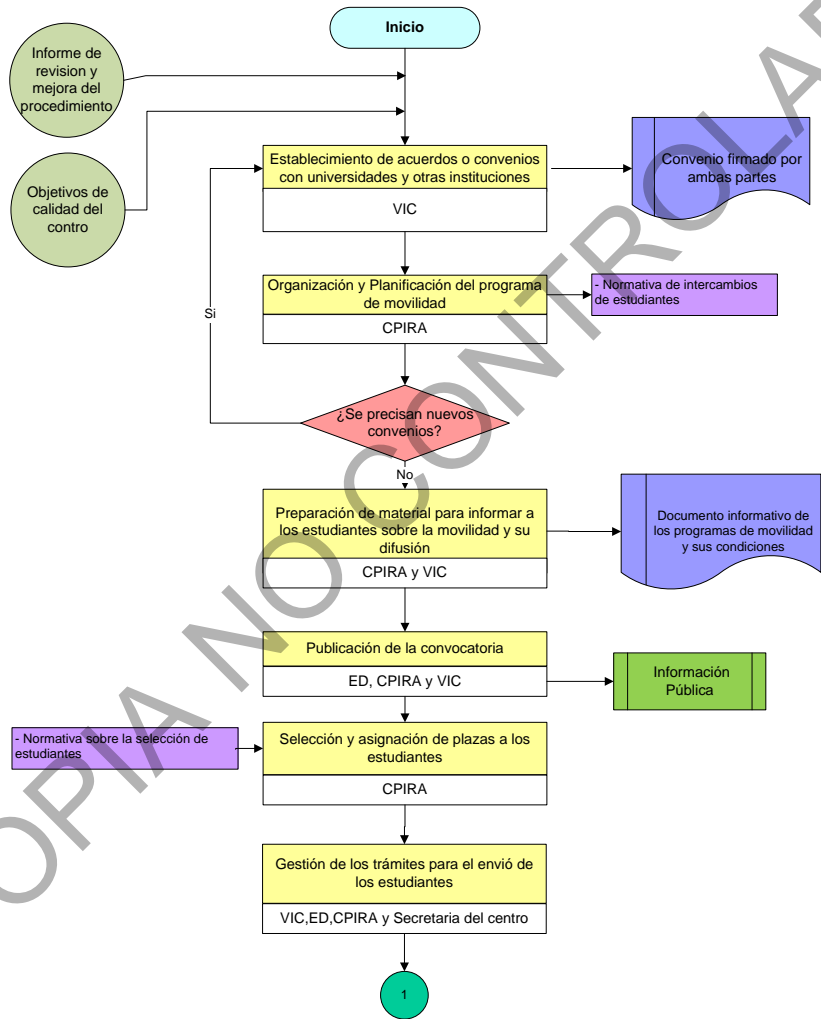 Inicio
Informe de
revision y
mejora del
procedimiento
Objetivos de
calidad del
contro
Establecimiento de acuerdos o convenios
con universidades y otras instituciones
VIC
Convenio firmado por
ambas partes
Organización y Planificación del programa
de movilidad
CPIRA
- Normativa de intercambios
de estudiantes
Si
¿Se precisan nuevos
convenios?
No
Preparación de material para informar a
los estudiantes sobre la movilidad y su
difusión
CPIRA y VIC
Documento informativo de
los programas de movilidad
y sus condiciones
Publicación de la convocatoria
ED, CPIRA y VIC
Información
Pública
- Normativa sobre la selección de
estudiantes
Selección y asignación de plazas a los
estudiantes
CPIRA
Gestión de los trámites para el envió de
los estudiantes
VIC,ED,CPIRA y Secretaria del centro
1
OPIA NO CONTROLA